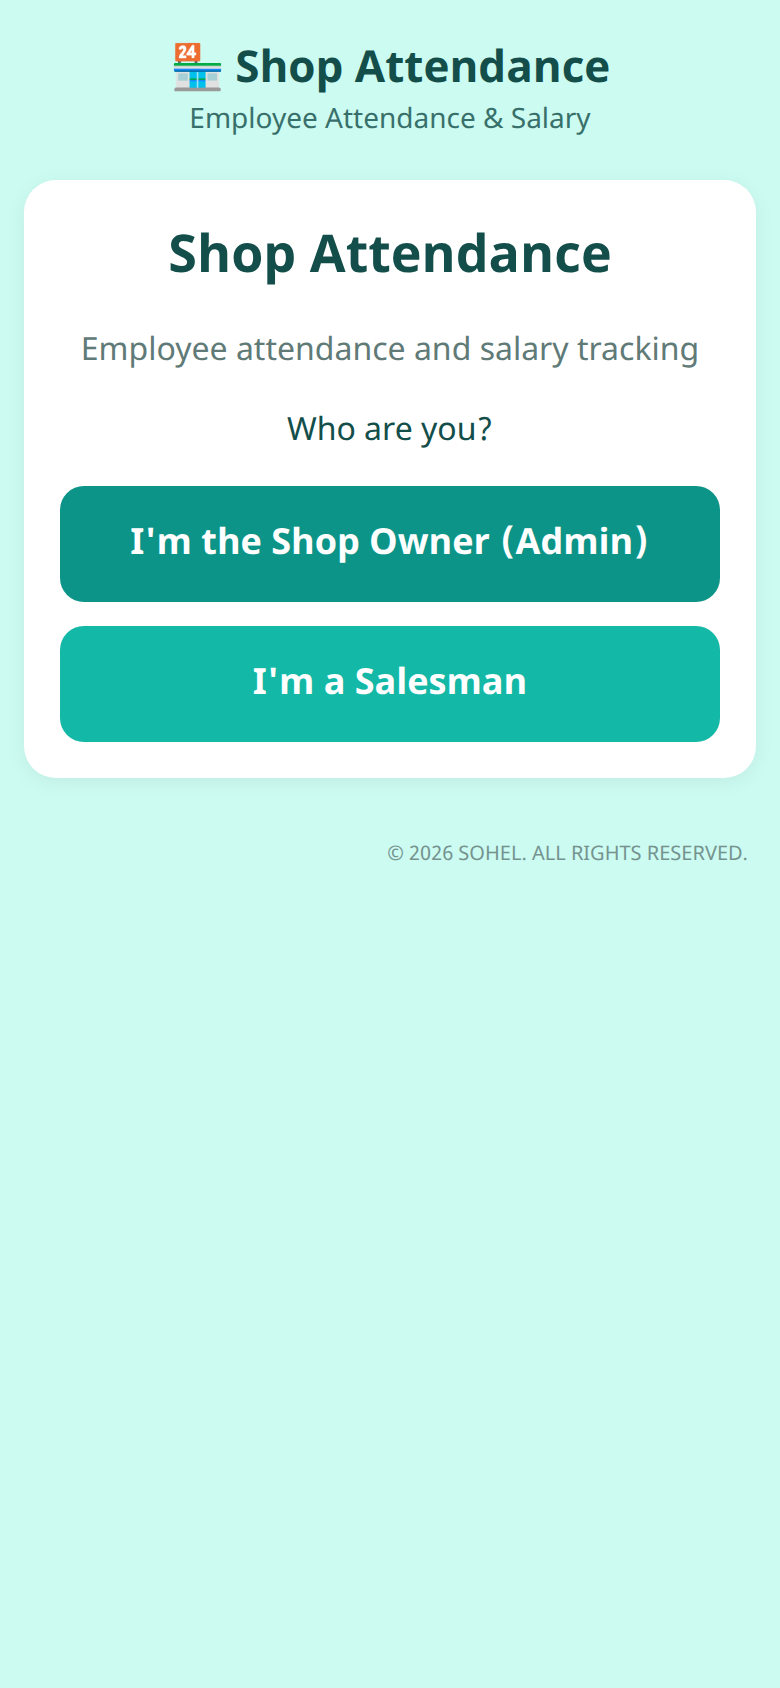 24 Shop Attendance
Employee Attendance & Salary
Shop Attendance
Employee attendance and salary tracking
Who are you?
I'm the Shop Owner (Admin)
I'm a Salesman
© 2026 SOHEL. ALL RIGHTS RESERVED.